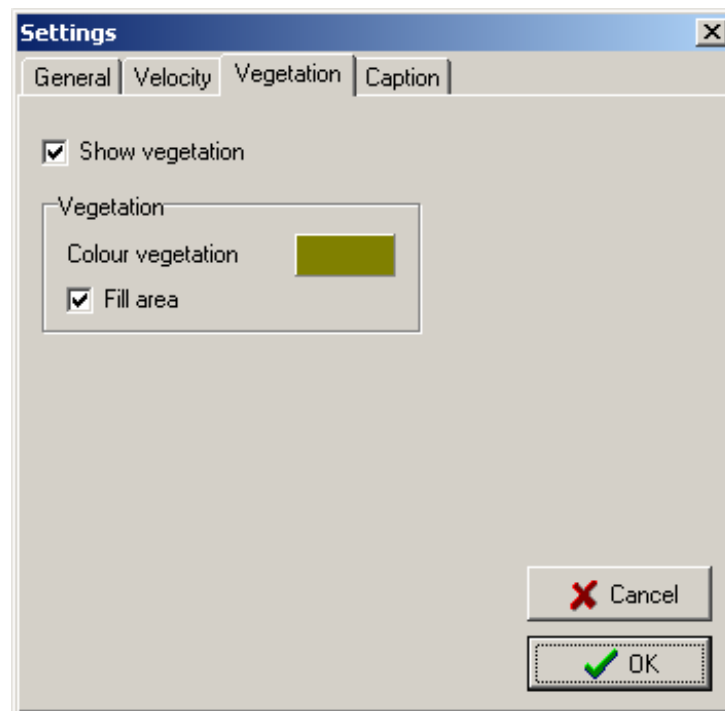 Settings
General Velocity Vegetation Caption
Show vegetation
Vegetation
Colour vegetation
Fill area
Cancel
OK